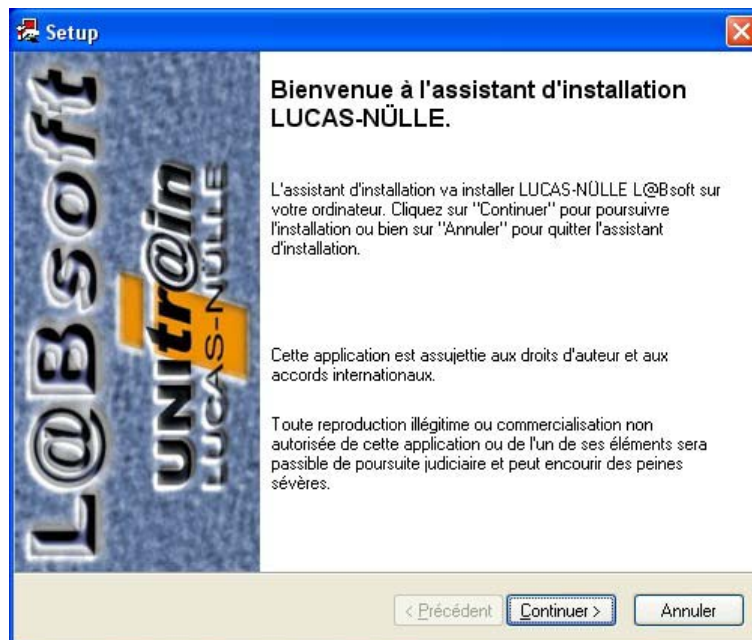 Setup
L@Bsoft
UNItr@in
LUCAS-NÜLLE
Bienvenue à l'assistant d'installation
LUCAS-NÜLLE.
L'assistant d'installation va installer LUCAS-NÜLLE L@Bsoft sur
votre ordinateur. Cliquez sur "Continuer" pour poursuivre
l'installation ou bien sur "Annuler" pour quitter l'assistant
d'installation.
Cette application est assujettie aux droits d'auteur et aux
accords internationaux.
Toute reproduction illégitime ou commercialisation non
autorisée de cette application ou de l'un de ses éléments sera
passible de poursuite judiciaire et peut encourir des peines
sévères.
< Précédent Continuer > Annuler